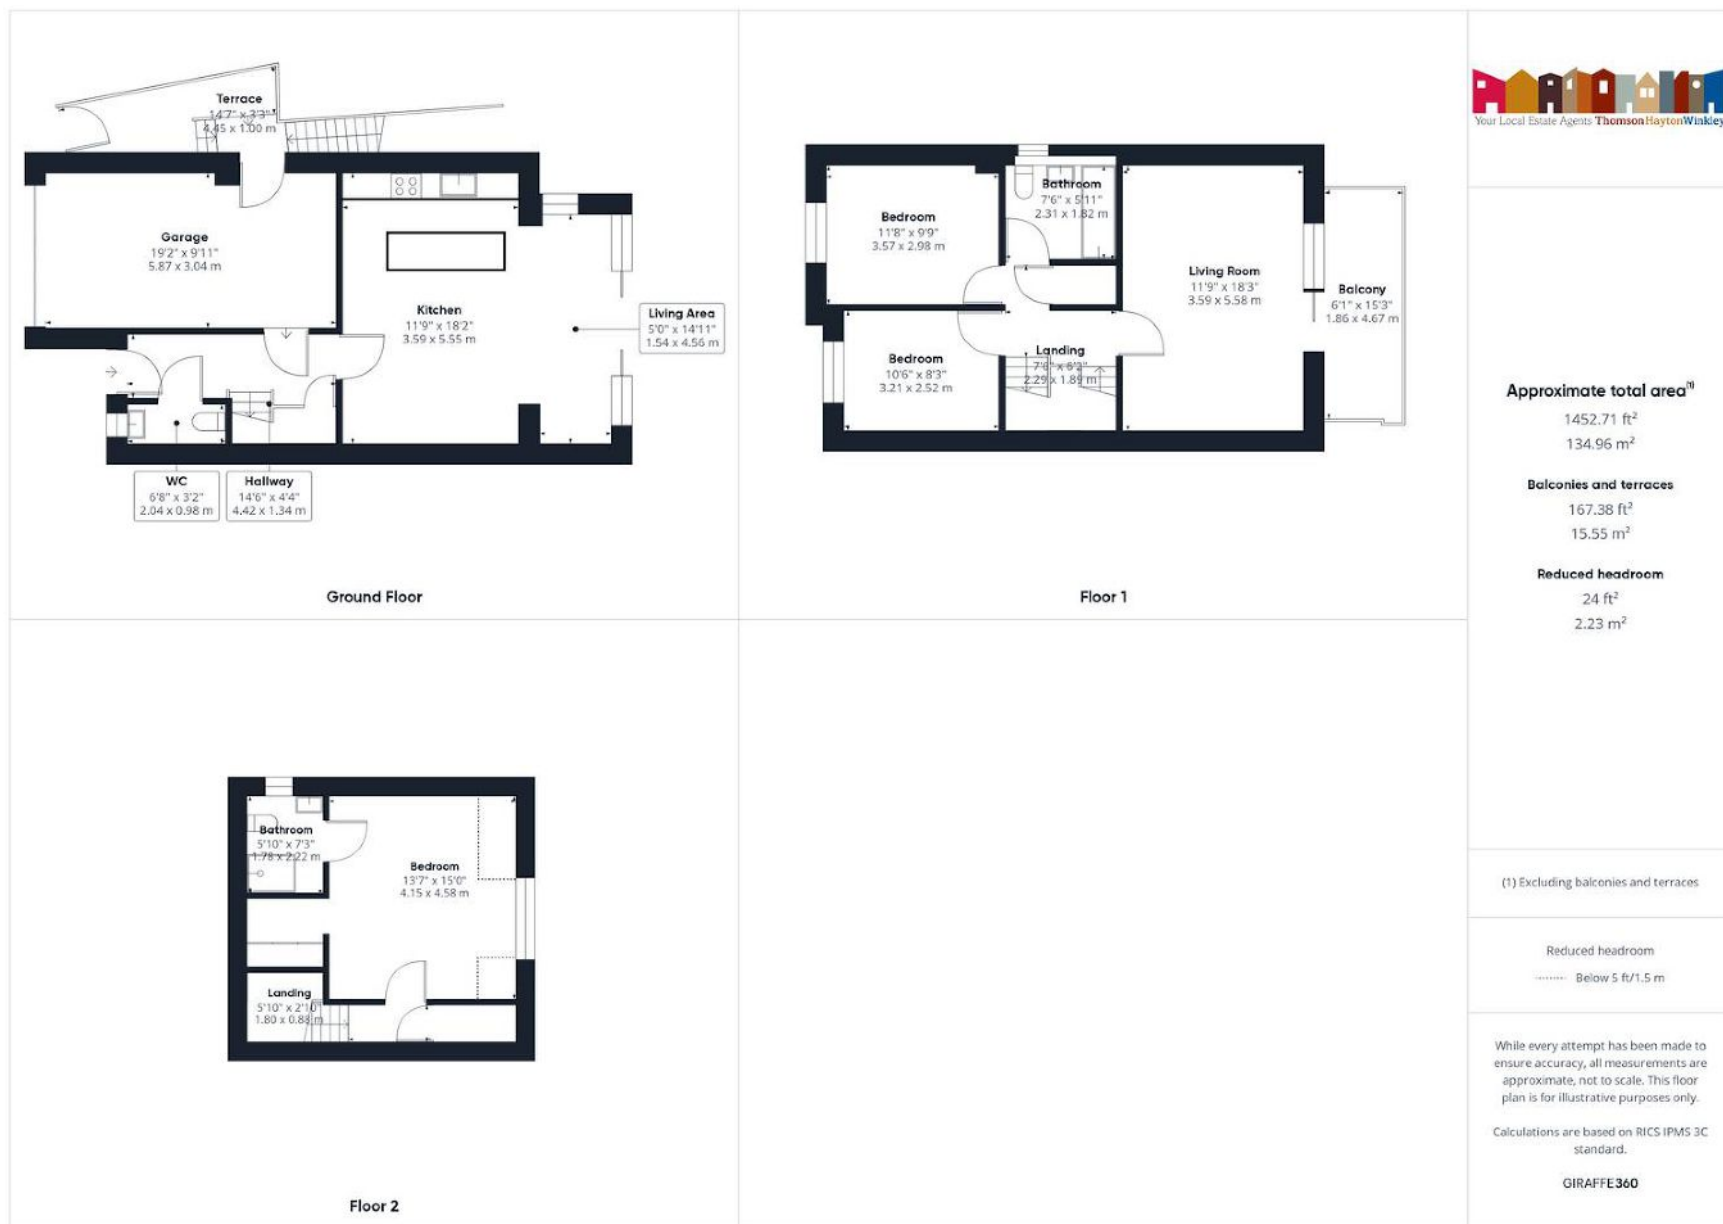 Terrace
14'7" x 3'3"
4.45 x 1.00 m
Garage
19'2" x 9'11"
5.87 x 3.04 m
Kitchen
11'9" x 18'2"
3.59 x 5.55 m
Living Area
5'0" x 14'11"
1.54 x 4.56 m
WC
6'8" x 3'2"
2.04 x 0.98 m
Hallway
14'6" x 4'4"
4.42 x 1.34 m
Ground Floor
Bedroom
11'8" x 9'9"
3.57 x 2.98 m
Bathroom
7'6" x 5'11"
2.31 x 1.82 m
Living Room
11'9" x 18'3"
3.59 x 5.58 m
Balcony
6'1" x 15'3"
1.86 x 4.67 m
Bedroom
10'6" x 8'3"
3.21 x 2.52 m
Landing
7'6" x 6'2"
2.29 x 1.89 m
Floor 1
Bathroom
5'10" x 7'3"
1.78 x 2.22 m
Bedroom
13'7" x 15'0"
4.15 x 4.58 m
Landing
5'10" x 2'10"
1.80 x 0.88 m
Floor 2
Your Local Estate Agents ThomsonHaytonWinkley
Approximate total area(1)
1452.71 ft²
134.96 m²
Balconies and terraces
167.38 ft²
15.55 m²
Reduced headroom
24 ft²
2.23 m²
(1) Excluding balconies and terraces
Reduced headroom
Below 5 ft/1.5 m
While every attempt has been made to
ensure accuracy, all measurements are
approximate, not to scale. This floor
plan is for illustrative purposes only.
Calculations are based on RICS IPMS 3C
standard.
GIRAFFE360